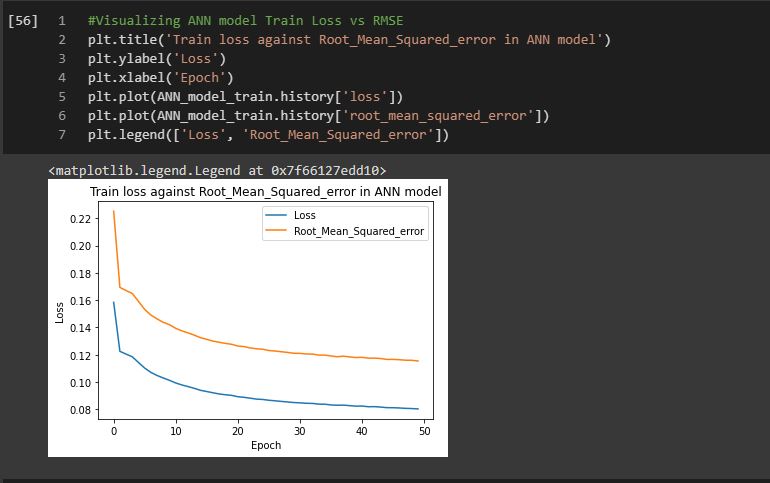 [56] 1 #Visualizing ANN model Train Loss vs RMSE
2 plt.title('Train loss against Root_Mean_Squared_error in ANN model')
3 plt.ylabel('Loss')
4 plt.xlabel('Epoch')
5 plt.plot(ANN_model_train.history['loss'])
6 plt.plot(ANN_model_train.history['root_mean_squared_error'])
7 plt.legend(['Loss', 'Root_Mean_Squared_error'])
<matplotlib.legend.Legend at 0x7f66127edd10>
Train loss against Root_Mean_Squared_error in ANN model
Loss
Root_Mean_Squared_error
0.22
0.20
0.18
0.16
0.14
0.12
0.10
0.08
Loss
0 10 20 30 40 50
Epoch